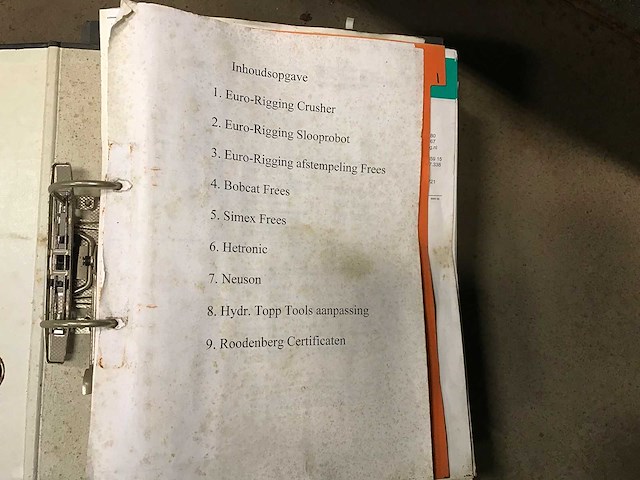 Inhoudsopgave
1. Euro-Rigging Crusher
2. Euro-Rigging Slooprobot
3. Euro-Rigging afstempeling Frees
4. Bobcat Frees
5. Simex Frees
6. Hetronic
7. Neuson
8. Hydr. Topp Tools aanpassing
9. Roodenberg Certificaten
1